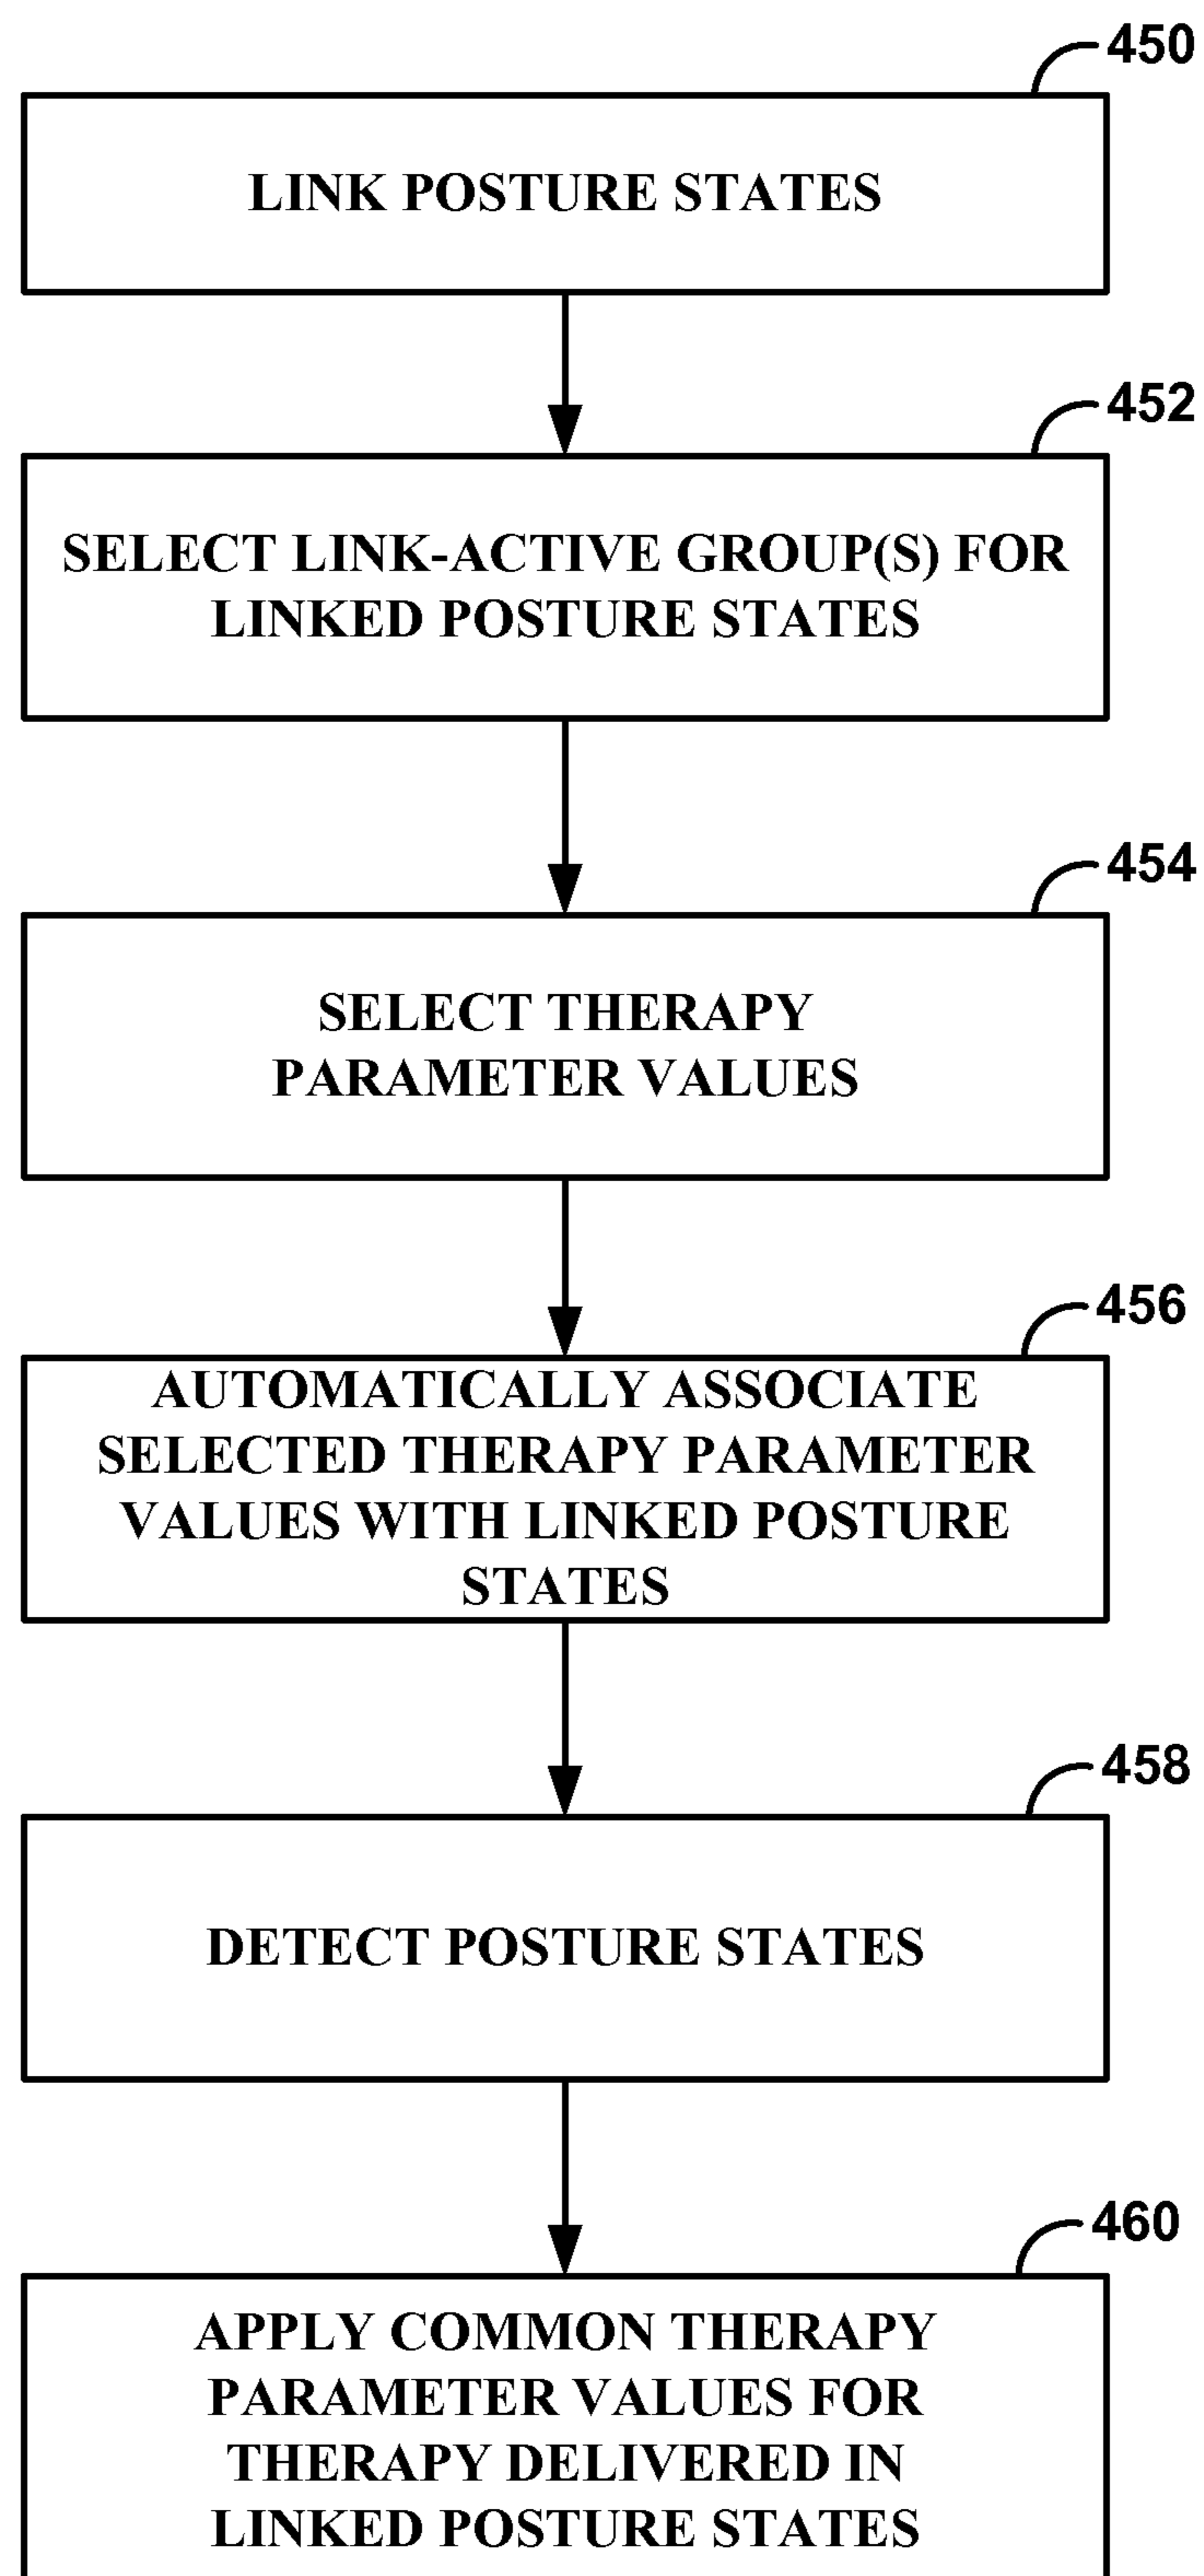 450
LINK POSTURE STATES
452
SELECT LINK-ACTIVE GROUP(S) FOR
LINKED POSTURE STATES
454
SELECT THERAPY
PARAMETER VALUES
456
AUTOMATICALLY ASSOCIATE
SELECTED THERAPY PARAMETER
VALUES WITH LINKED POSTURE
STATES
458
DETECT POSTURE STATES
460
APPLY COMMON THERAPY
PARAMETER VALUES FOR
THERAPY DELIVERED IN
LINKED POSTURE STATES